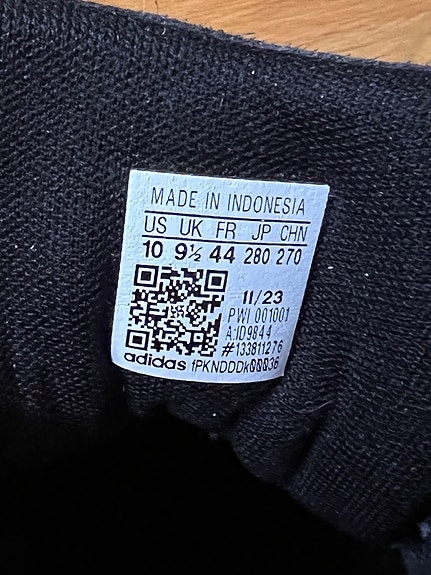 MADE IN INDONESIA
US UK FR JP CHN
10 9½ 44 280 270
11/23
PWI 001001
A:ID9844
#133811276
adidas